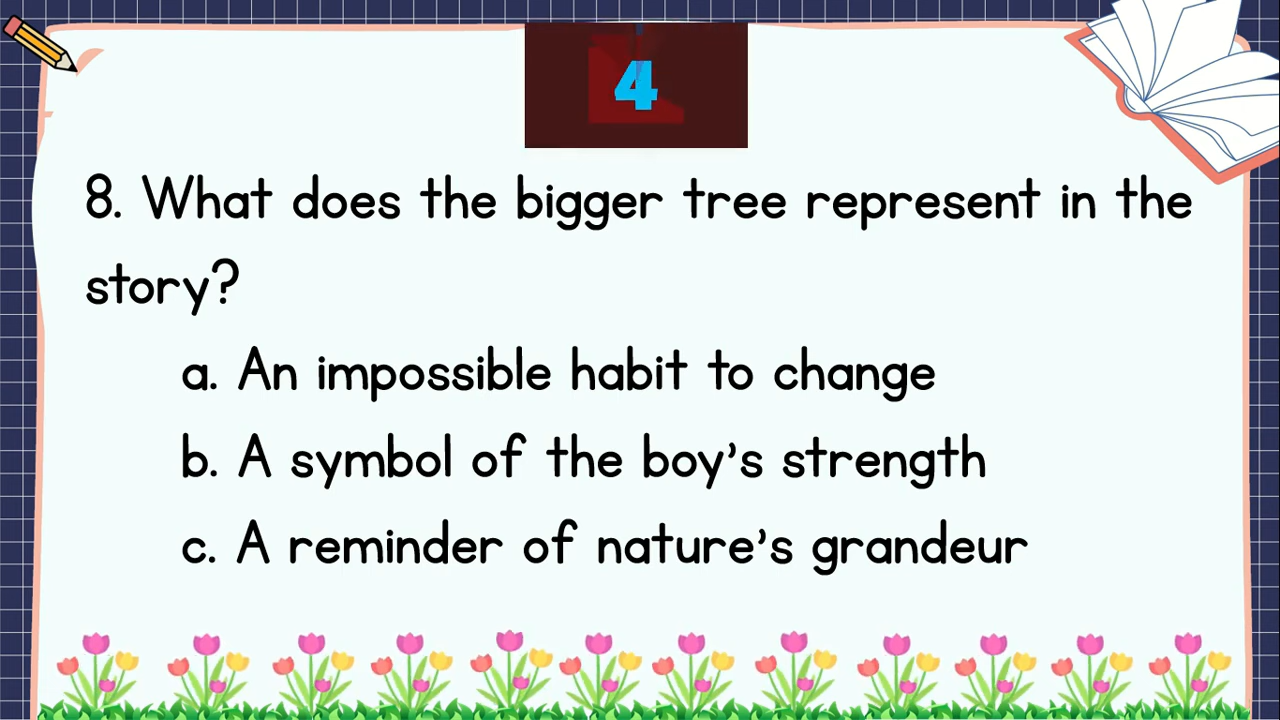 4
8. What does the bigger tree represent in the
story?
a. An impossible habit to change
b. A symbol of the boy's strength
c. A reminder of nature's grandeur